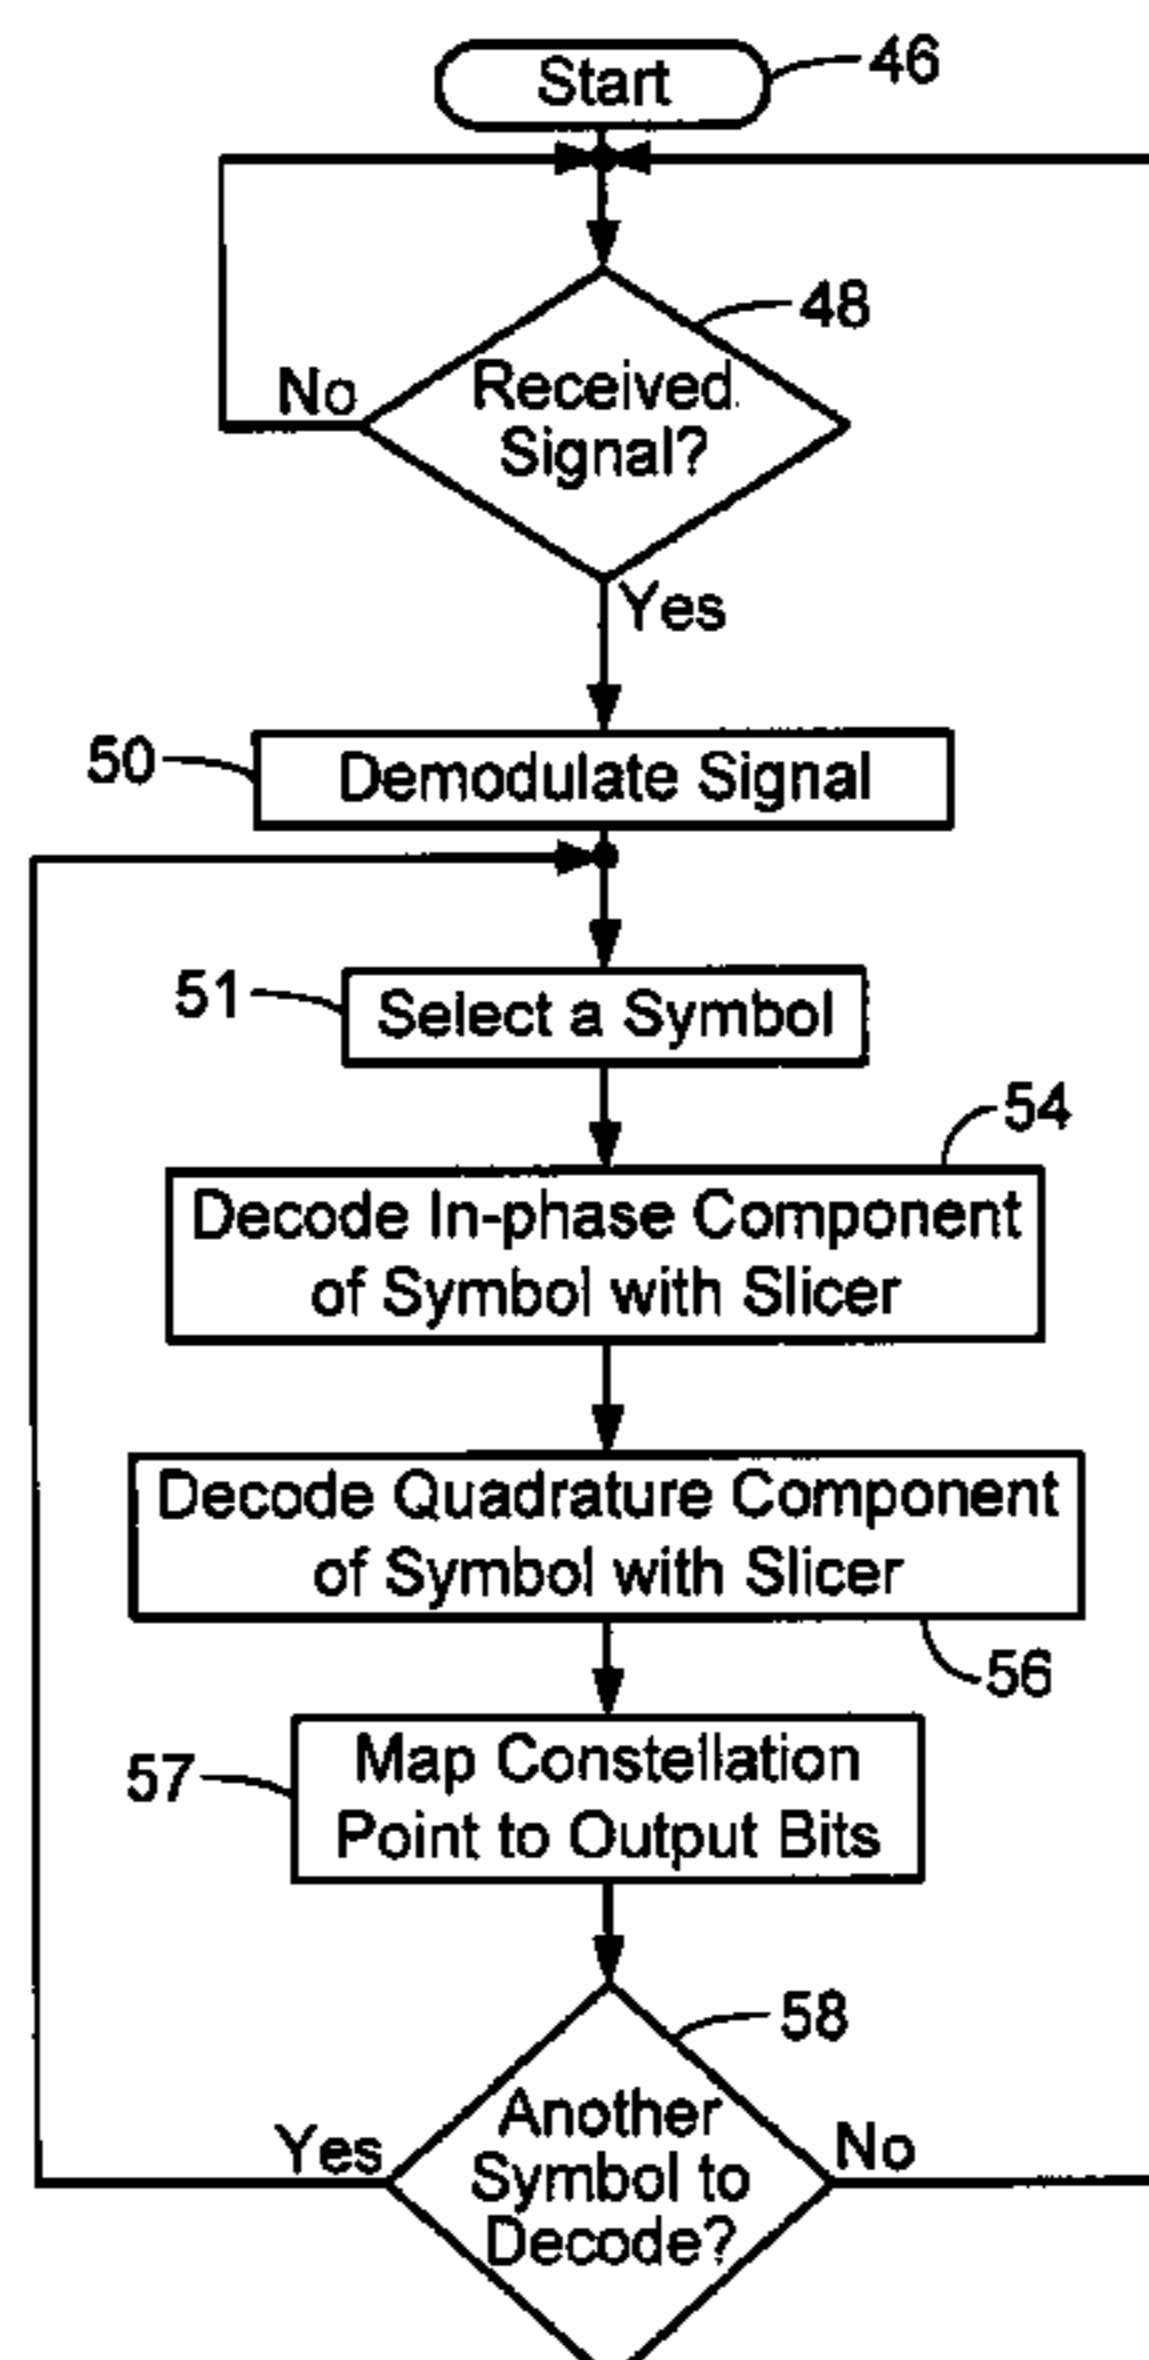 Start
46
48
Received
Signal?
No
Yes
50
Demodulate Signal
51
Select a Symbol
54
Decode In-phase Component
of Symbol with Slicer
Decode Quadrature Component
of Symbol with Slicer
56
57
Map Constellation
Point to Output Bits
58
Another
Symbol to
Decode?
Yes
No